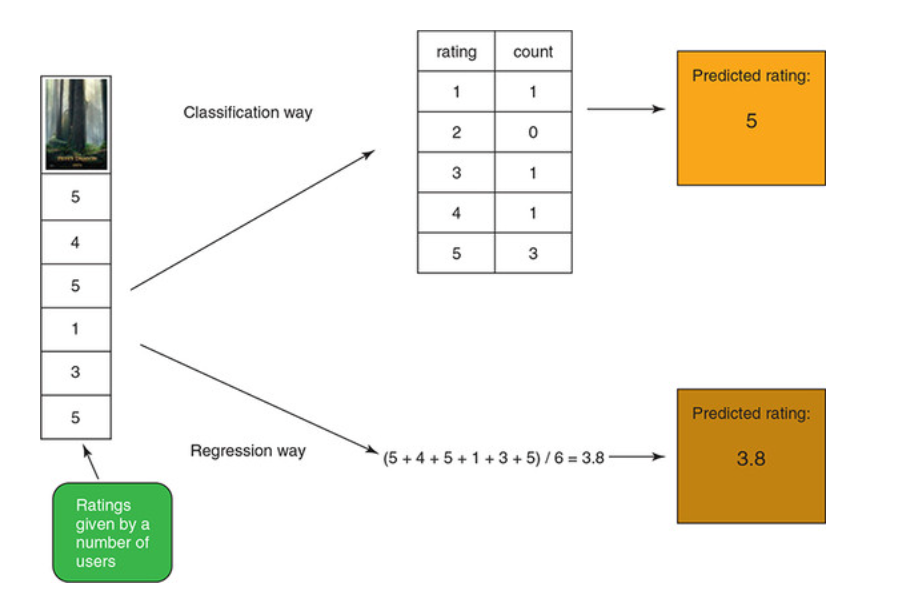 Classification way
5
4
5
1
3
5
Ratings
given by a
number of
users
rating count
1 1
2 0
3 1
4 1
5 3
Predicted rating:
5
Regression way
(5 + 4 + 5 + 1 + 3 + 5) / 6 = 3.8
Predicted rating:
3.8